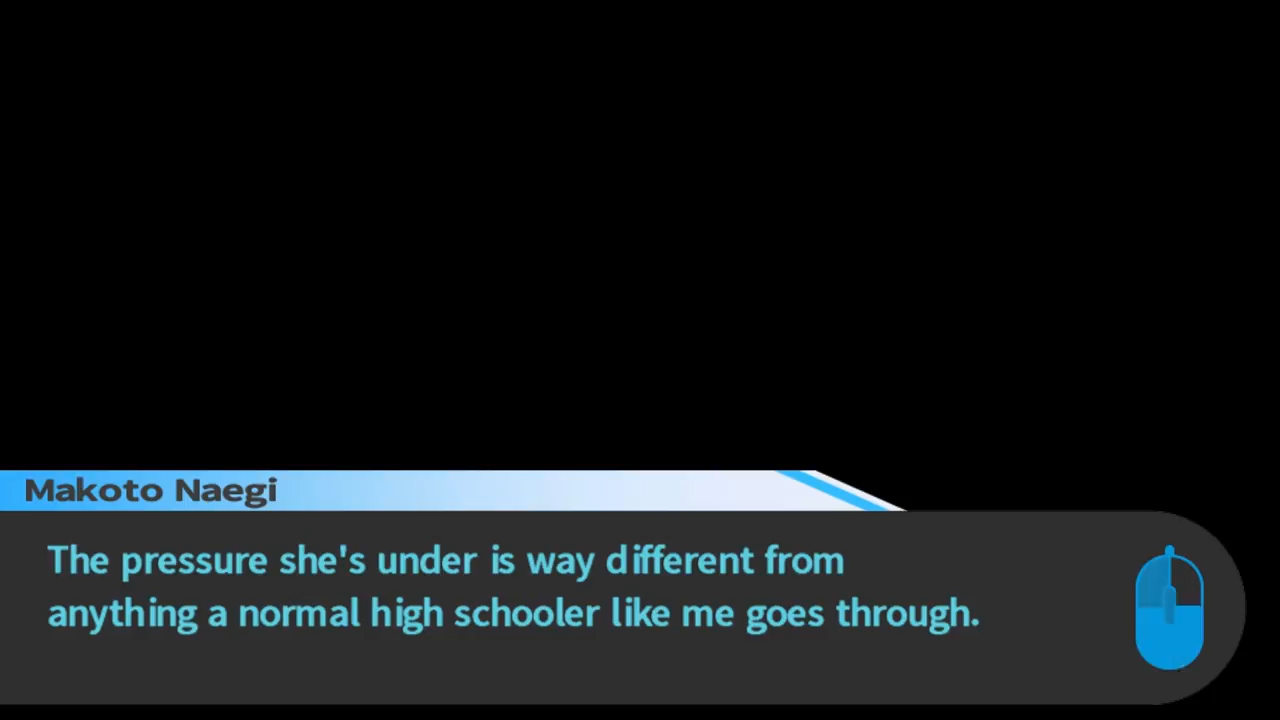 Makoto Naegi
The pressure she's under is way different from
anything a normal high schooler like me goes through.